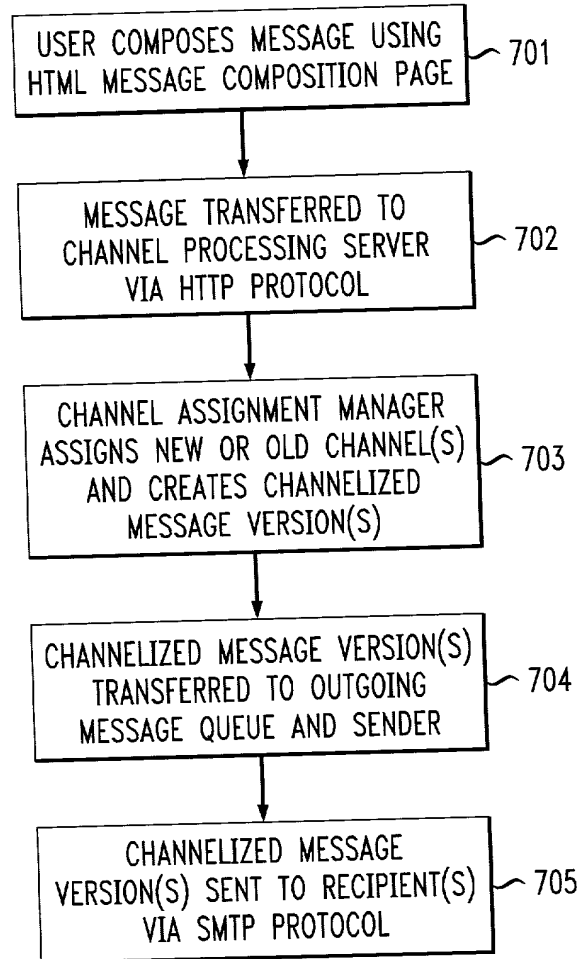 USER COMPOSES MESSAGE USING
HTML MESSAGE COMPOSITION PAGE
701
MESSAGE TRANSFERRED TO
CHANNEL PROCESSING SERVER
VIA HTTP PROTOCOL
702
CHANNEL ASSIGNMENT MANAGER
ASSIGNS NEW OR OLD CHANNEL(S)
AND CREATES CHANNELIZED
MESSAGE VERSION(S)
703
CHANNELIZED MESSAGE VERSION(S)
TRANSFERRED TO OUTGOING
MESSAGE QUEUE AND SENDER
704
CHANNELIZED MESSAGE
VERSION(S) SENT TO RECIPIENT(S)
VIA SMTP PROTOCOL
705